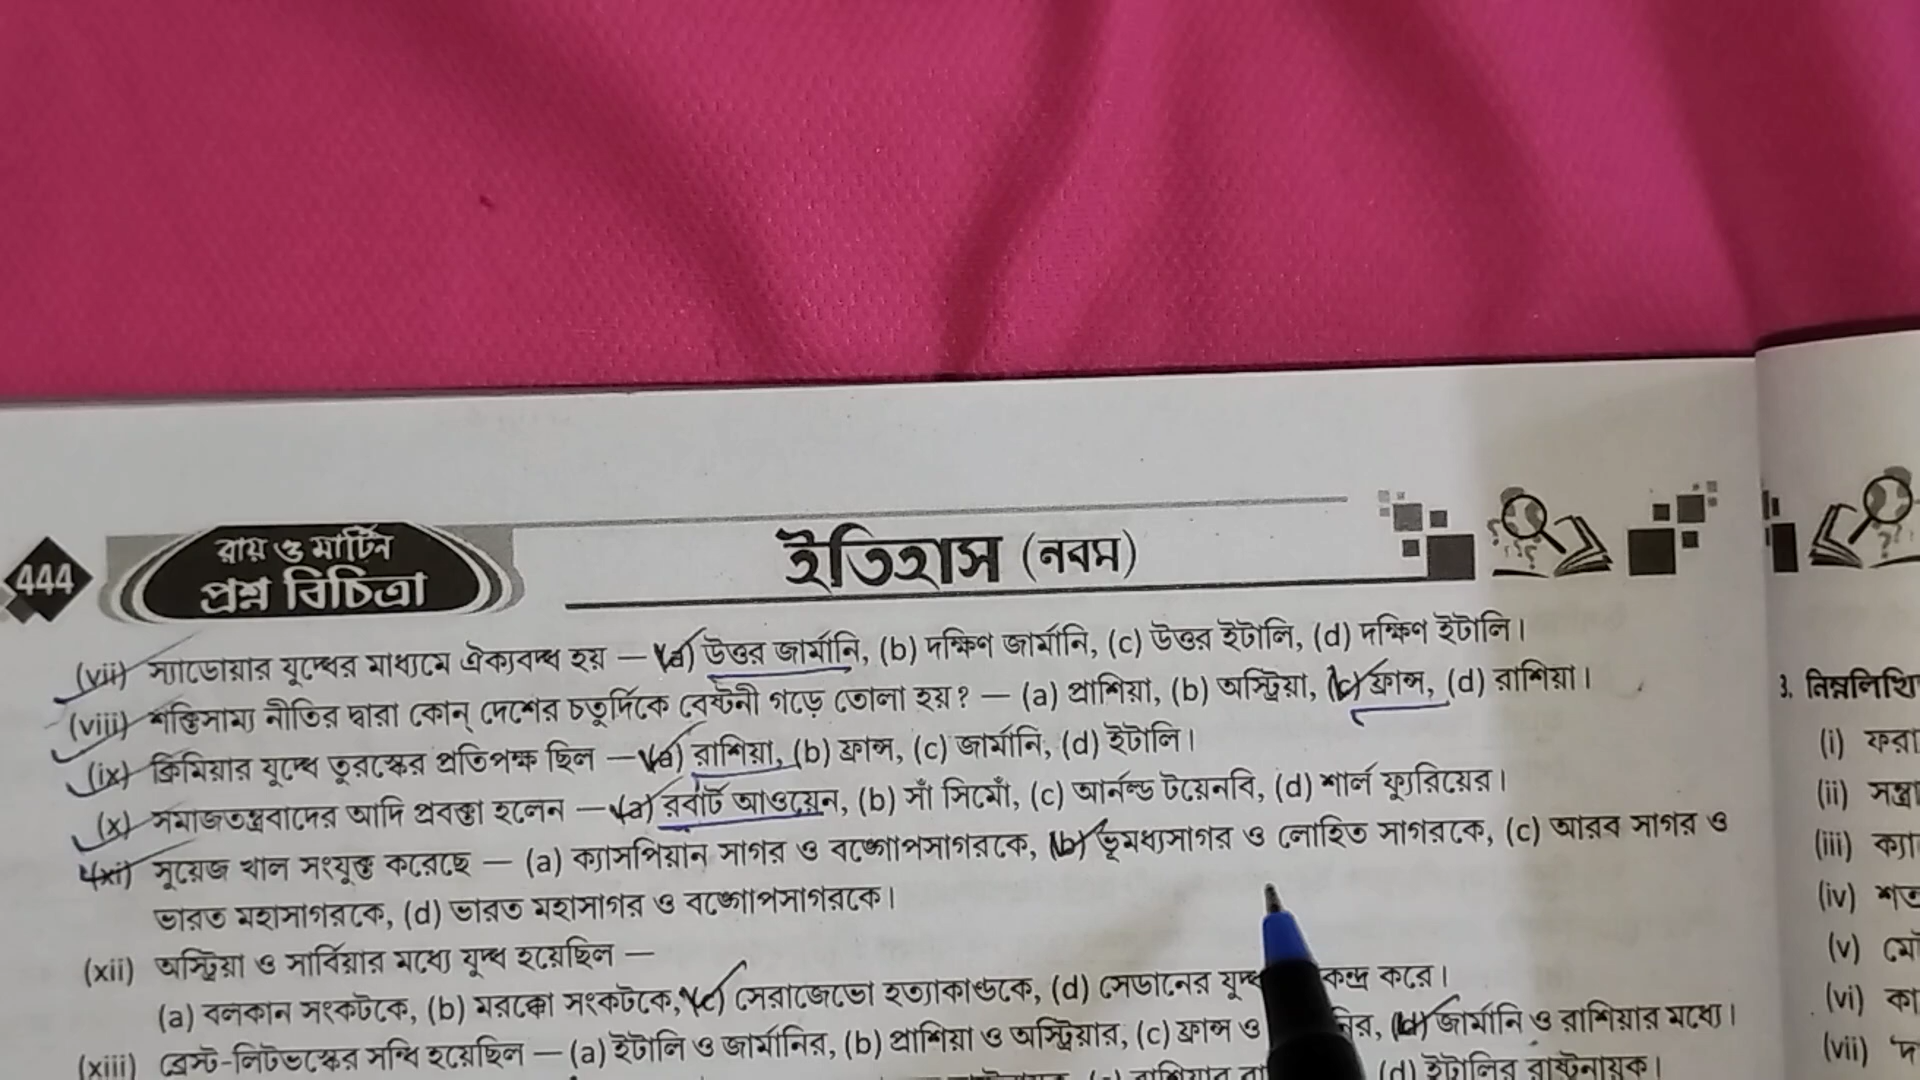 444
রায় ও মার্টিন
প্রশ্ন বিচিত্রা
ইতিহাস (নবম)
(vii) স্যাডোয়ার যুদ্ধের মাধ্যমে ঐক্যবদ্ধ হয় — (a) উত্তর জার্মানি, (b) দক্ষিণ জার্মানি, (c) উত্তর ইটালি, (d) দক্ষিণ ইটালি।
(viii) শক্তিসাম্য নীতির দ্বারা কোন্ দেশের চতুর্দিকে বেষ্টনী গড়ে তোলা হয়? — (a) প্রাশিয়া, (b) অস্ট্রিয়া, (c) ফ্রান্স, (d) রাশিয়া।
(ix) ক্রিমিয়ার যুদ্ধে তুরস্কের প্রতিপক্ষ ছিল — (a) রাশিয়া, (b) ফ্রান্স, (c) জার্মানি, (d) ইটালি।
(x) সমাজতন্ত্রবাদের আদি প্রবক্তা হলেন — (a) রবার্ট আওয়েন, (b) সাঁ সিমোঁ, (c) আর্নল্ড টয়েনবি, (d) শার্ল ফ্যুরিয়ের।
(xi) সুয়েজ খাল সংযুক্ত করেছে — (a) ক্যাসপিয়ান সাগর ও বঙ্গোপসাগরকে, (b) ভূমধ্যসাগর ও লোহিত সাগরকে, (c) আরব সাগর ও
ভারত মহাসাগরকে, (d) ভারত মহাসাগর ও বঙ্গোপসাগরকে।
(xii) অস্ট্রিয়া ও সার্বিয়ার মধ্যে যুদ্ধ হয়েছিল —
(a) বলকান সংকটকে, (b) মরক্কো সংকটকে, (c) সেরাজেভো হত্যাকাণ্ডকে, (d) সেডানের যুদ্ধ কেন্দ্র করে।
(xiii) ব্রেস্ট-লিটভস্কের সন্ধি হয়েছিল — (a) ইটালি ও জার্মানির, (b) প্রাশিয়া ও অস্ট্রিয়ার, (c) ফ্রান্স ও (d) জার্মানি ও রাশিয়ার মধ্যে।
(d) ইটালির রাষ্ট্রনায়ক।
3. নিম্নলিখি
(i) ফরা
(ii)
(iii) ক্যা
(iv) শত
(v)
(vi) কা
(vii)